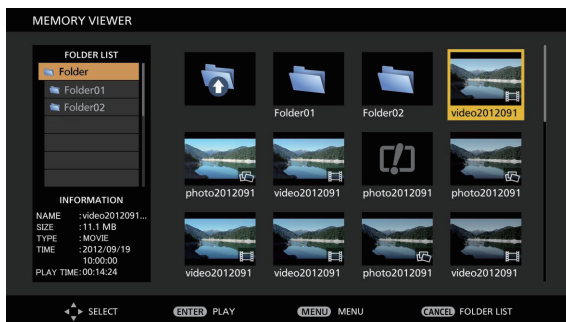 MEMORY VIEWER
FOLDER LIST
Folder
Folder01
Folder02
INFORMATION
NAME :video2012091...
SIZE :11.1 MB
TYPE :MOVIE
TIME :2012/09/19
10:00:00
PLAY TIME:00:14:24
Folder01 Folder02 video2012091
photo2012091 video2012091 photo2012091 photo2012091
video2012091 video2012091 photo2012091 video2012091
SELECT ENTER PLAY MENU MENU CANCEL FOLDER LIST